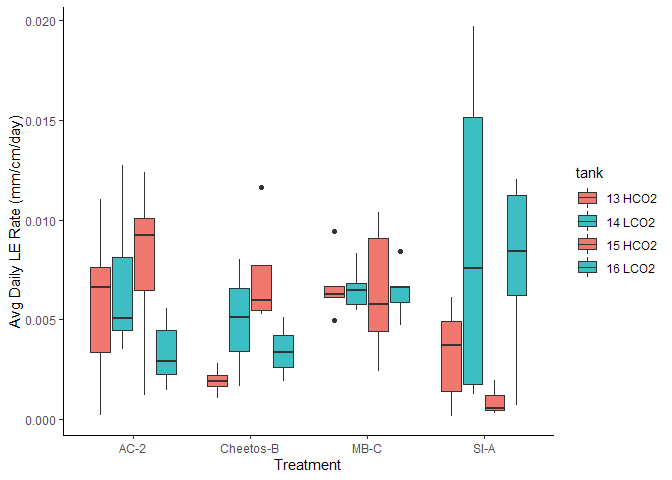 Avg Daily LE Rate (mm/cm/day)
0.020
0.015
0.010
0.005
0.000
AC-2
Cheetos-B
MB-C
SI-A
Treatment
tank
13 HCO2
14 LCO2
15 HCO2
16 LCO2